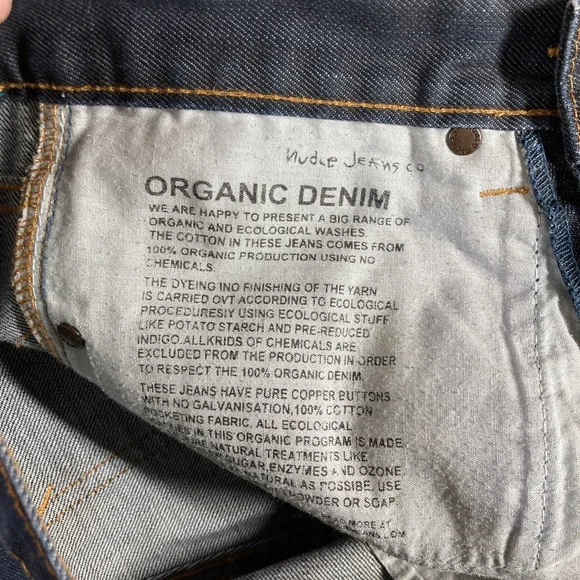 Nudie Jeans co
ORGANIC DENIM
WE ARE HAPPY TO PRESENT A BIG RANGE OF
ORGANIC AND ECOLOGICAL WASHES.
THE COTTON IN THESE JEANS COMES FROM
100% ORGANIC PRODUCTION USING NO
CHEMICALS.
THE DYEING INO FINISHING OF THE YARN
IS CARRIED OVT ACCORDING TO ECOLOGICAL
PROCEDURESIY USING ECOLOGICAL STUFF
LIKE POTATO STARCH AND PRE-REDUCED
INDIGO.ALLKRIDS OF CHEMICALS ARE
EXCLUDED FROM THE PRODUCTION IN ORDER
TO RESPECT THE 100% ORGANIC DENIM.
THESE JEANS HAVE PURE COPPER BUTTONS
WITH NO GALVANISATION,100% COTTON
POCKETING FABRIC. ALL ECOLOGICAL
IN THIS ORGANIC PROGRAM IS MADE
NATURAL TREATMENTS LIKE
SUGAR,ENZYMES AND OZONE.
NATURAL AS POSSIBE. USE
POWDER OR SOAP.
MORE AT